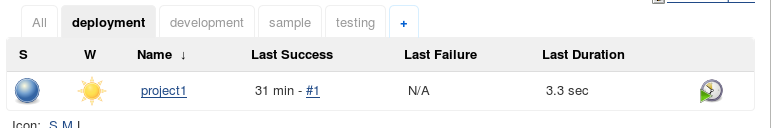 All deployment development sample testing +
S W Name ↓ Last Success Last Failure Last Duration
project1 31 min - #1 N/A 3.3 sec
Icon: S M L